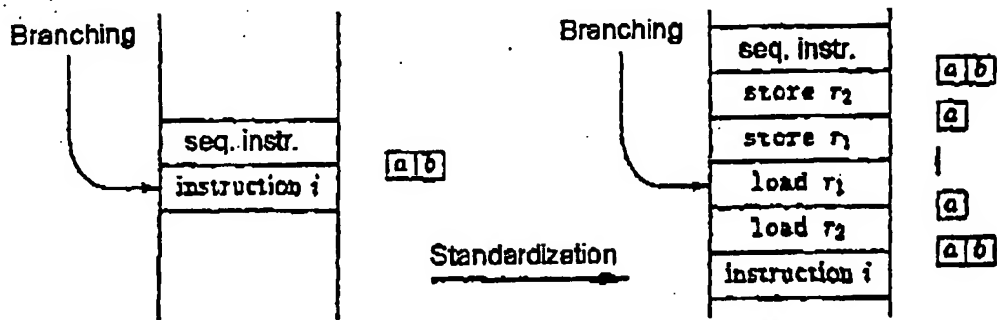 Branching
seq. instr.
instruction i
a b
Standardization
Branching
seq. instr.
store r2
store r1
load r1
load r2
instruction i
a b
a
a
a b